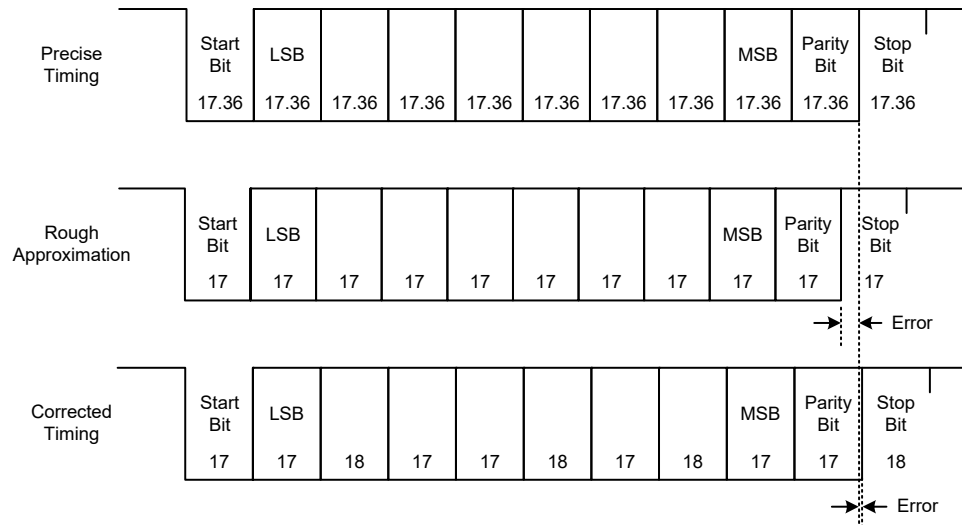 Precise
Timing
Start
Bit
LSB
MSB
Parity
Bit
Stop
Bit
17.36 17.36 17.36 17.36 17.36 17.36 17.36 17.36 17.36 17.36 17.36
Rough
Approximation
Start
Bit
LSB
MSB
Parity
Bit
Stop
Bit
17 17 17 17 17 17 17 17 17 17 17
Error
Corrected
Timing
Start
Bit
LSB
MSB
Parity
Bit
Stop
Bit
17 17 18 17 17 18 17 18 17 17 18
Error